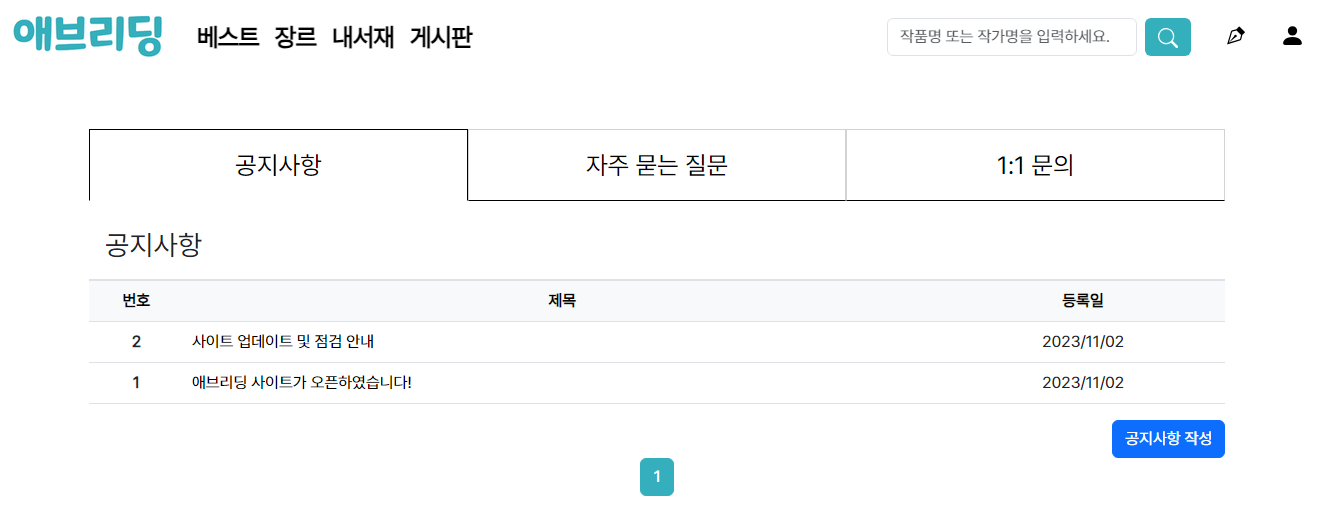 애브리딩 베스트 장르 내서재 게시판 작품명 또는 작가명을 입력하세요.
공지사항 자주 묻는 질문 1:1 문의
공지사항
번호 제목 등록일
2 사이트 업데이트 및 점검 안내 2023/11/02
1 애브리딩 사이트가 오픈하였습니다! 2023/11/02
공지사항 작성
1